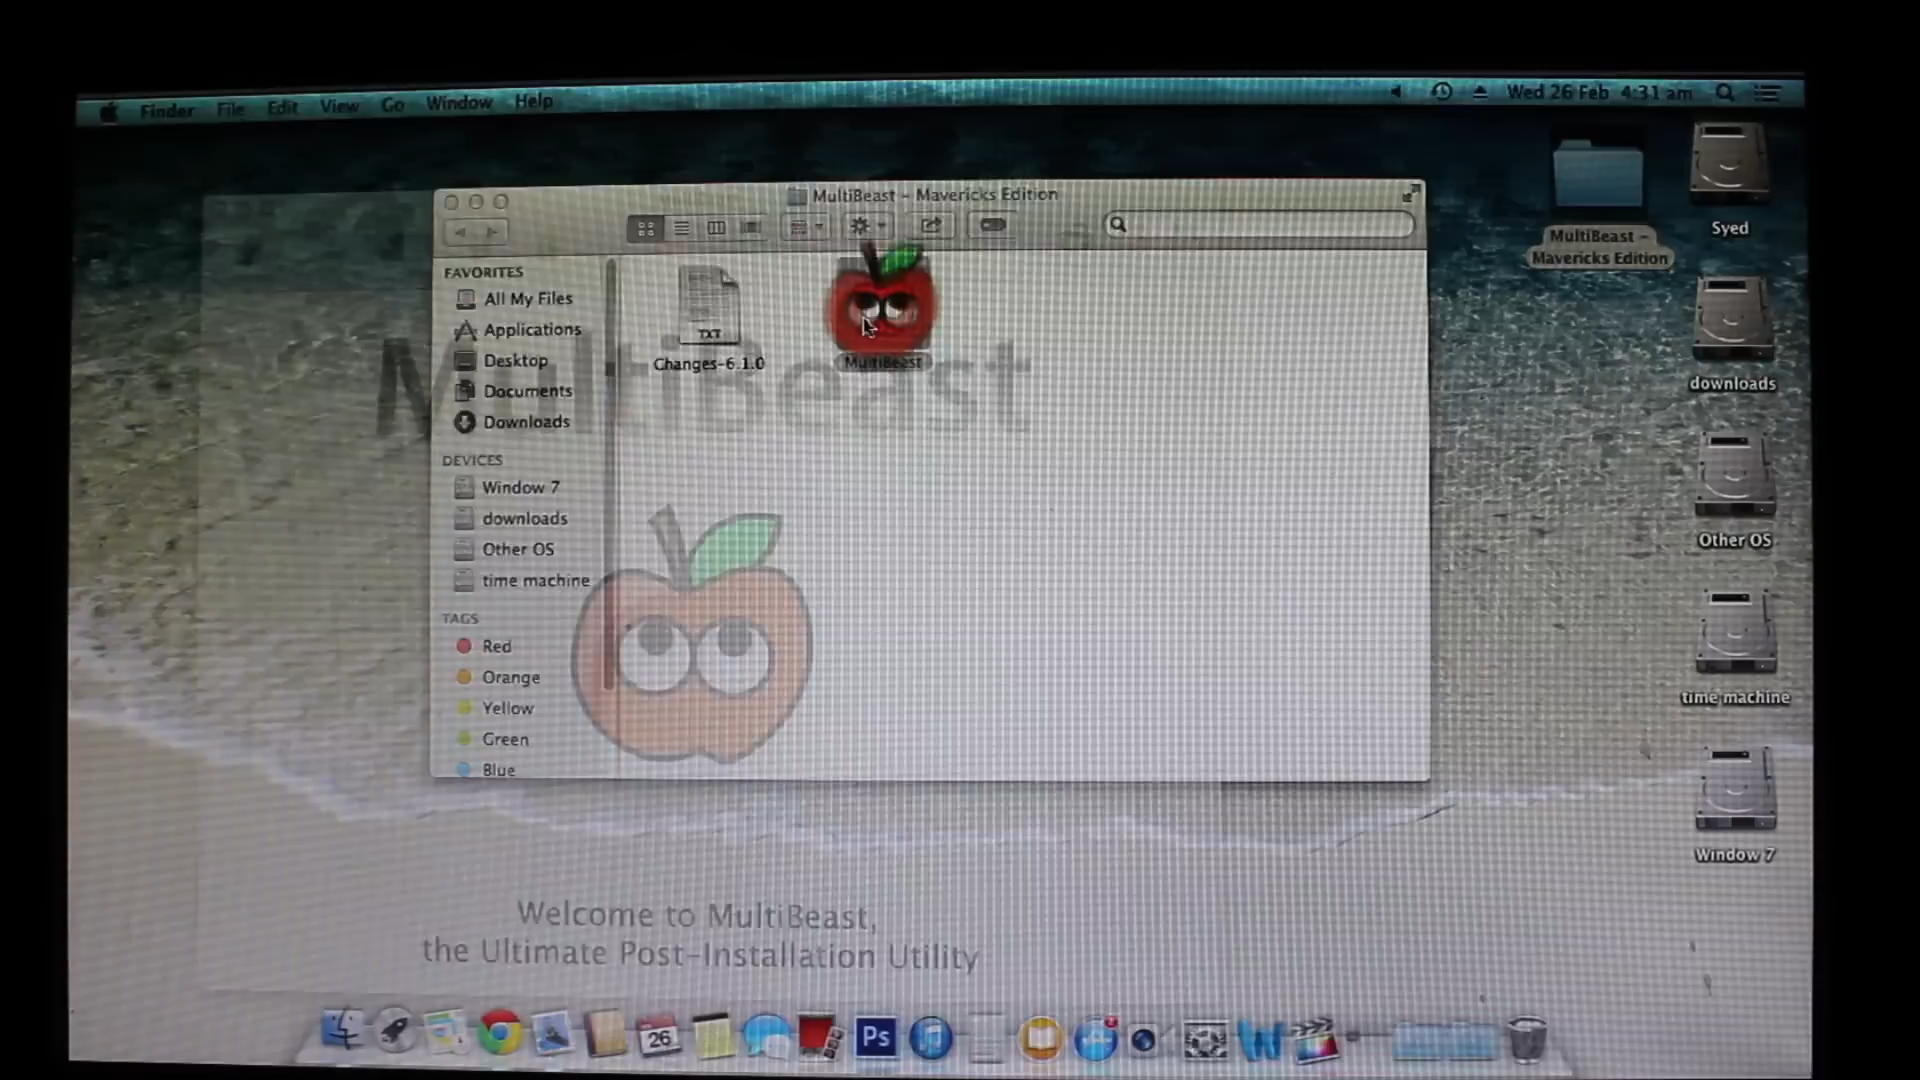 Finder File Edit View Go Window Help
Wed 26 Feb 4:31 am
MultiBeast - Mavericks Edition
FAVORITES
All My Files
Applications
Desktop
Documents
Downloads
DEVICES
Window 7
downloads
Other OS
time machine
TAGS
Red
Orange
Yellow
Green
Blue
TXT
Changes-6.1.0
MultiBeast
MultiBeast
Welcome to MultiBeast,
the Ultimate Post-Installation Utility
MultiBeast -
Mavericks Edition
Syed
downloads
Other OS
time machine
Window 7
26
Ps